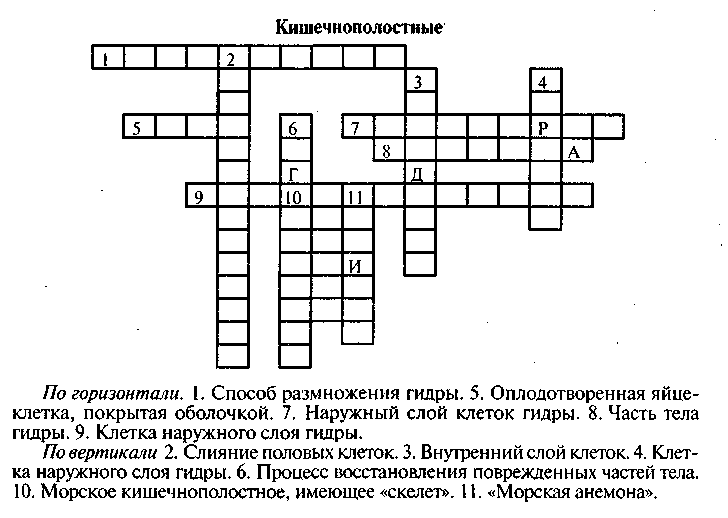 Кишечнополостные
1 2
3 4
5 6 7 Р
8 А
Г Д
9 10 11
И
По горизонтали. 1. Способ размножения гидры. 5. Оплодотворенная яйце-
клетка, покрытая оболочкой. 7. Наружный слой клеток гидры. 8. Часть тела
гидры. 9. Клетка наружного слоя гидры.
По вертикали 2. Слияние половых клеток. 3. Внутренний слой клеток. 4. Клет-
ка наружного слоя гидры. 6. Процесс восстановления поврежденных частей тела.
10. Морское кишечнополостное, имеющее «скелет». 11. «Морская анемона».